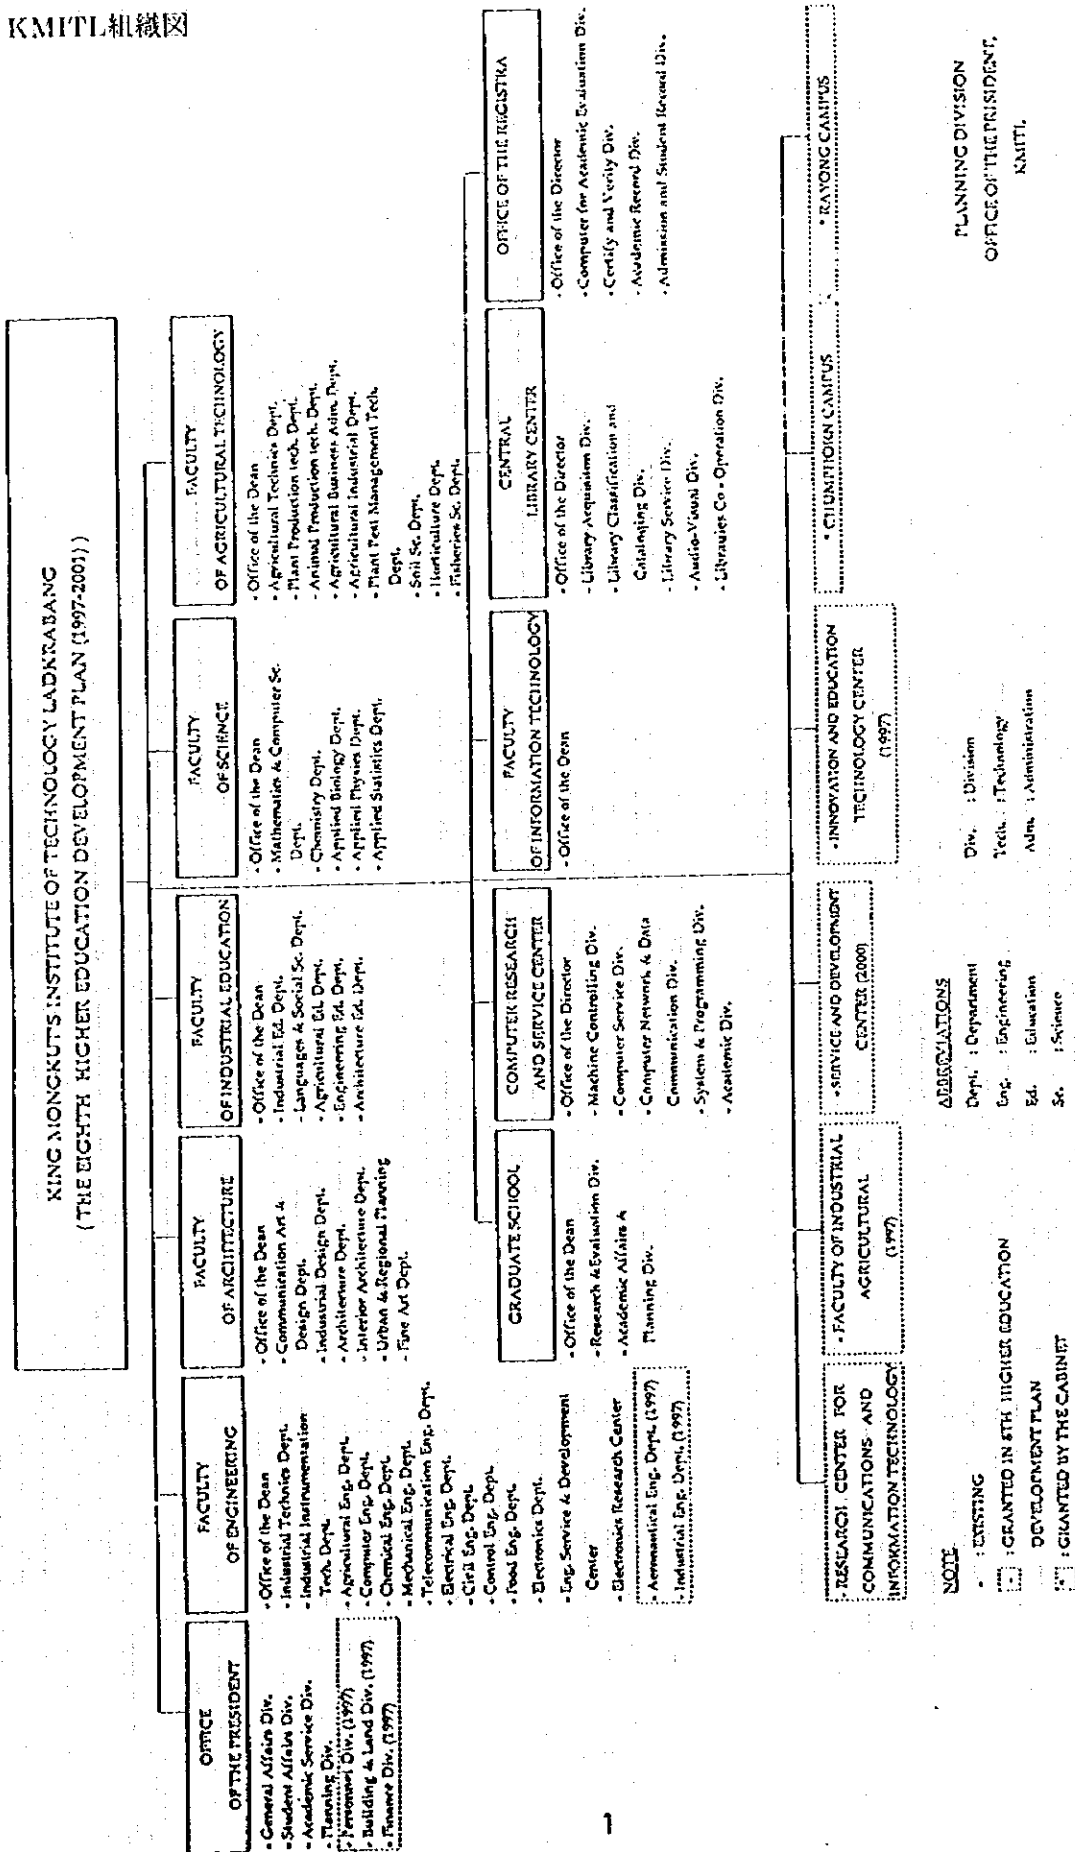 KMITL組織図
KING MONGKUT'S INSTITUTE OF TECHNOLOGY LADKRABANG
(THE EIGHTH HIGHER EDUCATION DEVELOPMENT PLAN (1997-2001))
OFFICE
OF THE PRESIDENT
- General Affairs Div.
- Student Affairs Div.
- Academic Service Div.
- Planning Div.
- Personnel Div. (1997)
- Building & Land Div. (1997)
- Finance Div. (1997)
FACULTY
OF ENGINEERING
- Office of the Dean
- Industrial Technics Dept.
- Industrial Instrumentation
Tech. Dept.
- Agricultural Eng. Dept.
- Computer Eng. Dept.
- Chemical Eng. Dept.
- Mechanical Eng. Dept.
- Telecommunication Eng. Dept.
- Electrical Eng. Dept.
- Civil Eng. Dept.
- Control Eng. Dept.
- Food Eng. Dept.
- Electronics Dept.
- Eng. Service & Development
Center
- Electronics Research Center
- Aeronautical Eng. Dept. (1997)
- Industrial Eng. Dept. (1997)
FACULTY
OF ARCHITECTURE
- Office of the Dean
- Communication Art &
Design Dept.
- Industrial Design Dept.
- Architecture Dept.
- Interior Architecture Dept.
- Urban & Regional Planning
- Fine Art Dept.
FACULTY
OF INDUSTRIAL EDUCATION
- Office of the Dean
- Industrial Ed. Dept.
- Languages & Social Sc. Dept.
- Agricultural Ed. Dept.
- Engineering Ed. Dept.
- Architecture Ed. Dept.
FACULTY
OF SCIENCE
- Office of the Dean
- Mathematics & Computer Sc.
Dept.
- Chemistry Dept.
- Applied Biology Dept.
- Applied Physics Dept.
- Applied Statistics Dept.
FACULTY
OF AGRICULTURAL TECHNOLOGY
- Office of the Dean
- Agricultural Technics Dept.
- Plant Production tech. Dept.
- Animal Production tech. Dept.
- Agricultural Business Adm. Dept.
- Agricultural Industrial Dept.
- Plant Pest Management Tech.
Dept.
- Soil Sc. Dept.
- Horticulture Dept.
- Fisheries Sc. Dept.
GRADUATE SCHOOL
- Office of the Dean
- Research & Evaluation Div.
- Academic Affairs &
Planning Div.
COMPUTER RESEARCH
AND SERVICE CENTER
- Office of the Director
- Machine Controlling Div.
- Computer Service Div.
- Computer Network & Data
Communication Div.
- System & Programming Div.
- Academic Div.
FACULTY
OF INFORMATION TECHNOLOGY
- Office of the Dean
CENTRAL
LIBRARY CENTER
- Office of the Director
- Library Acquisition Div.
- Library Classification and
Cataloging Div.
- Library Service Div.
- Audio-Visual Div.
- Libraries Co - Operation Div.
OFFICE OF THE REGISTRA
- Office of the Director
- Computer for Academic Evaluation Div.
- Certify and Verity Div.
- Academic Record Div.
- Admission and Student Record Div.
- RESEARCH CENTER FOR
COMMUNICATIONS AND
INFORMATION TECHNOLOGY
- FACULTY OF INDUSTRIAL
AGRICULTURAL
(1997)
- SERVICE AND DEVELOPMENT
CENTER (2000)
- INNOVATION AND EDUCATION
TECHNOLOGY CENTER
(1997)
* CHUMPHORN CAMPUS
* RAYONG CAMPUS
NOTE
- : EXISTING
- : GRANTED IN 8TH HIGHER EDUCATION
DEVELOPMENT PLAN
* : GRANTED BY THE CABINET
ABBREVIATIONS
Dept. : Department
Eng. : Engineering
Ed. : Education
Sc. : Science
Div. : Division
Tech. : Technology
Adm. : Administration
PLANNING DIVISION
OFFICE OF THE PRISIDENT,
KMITL
1